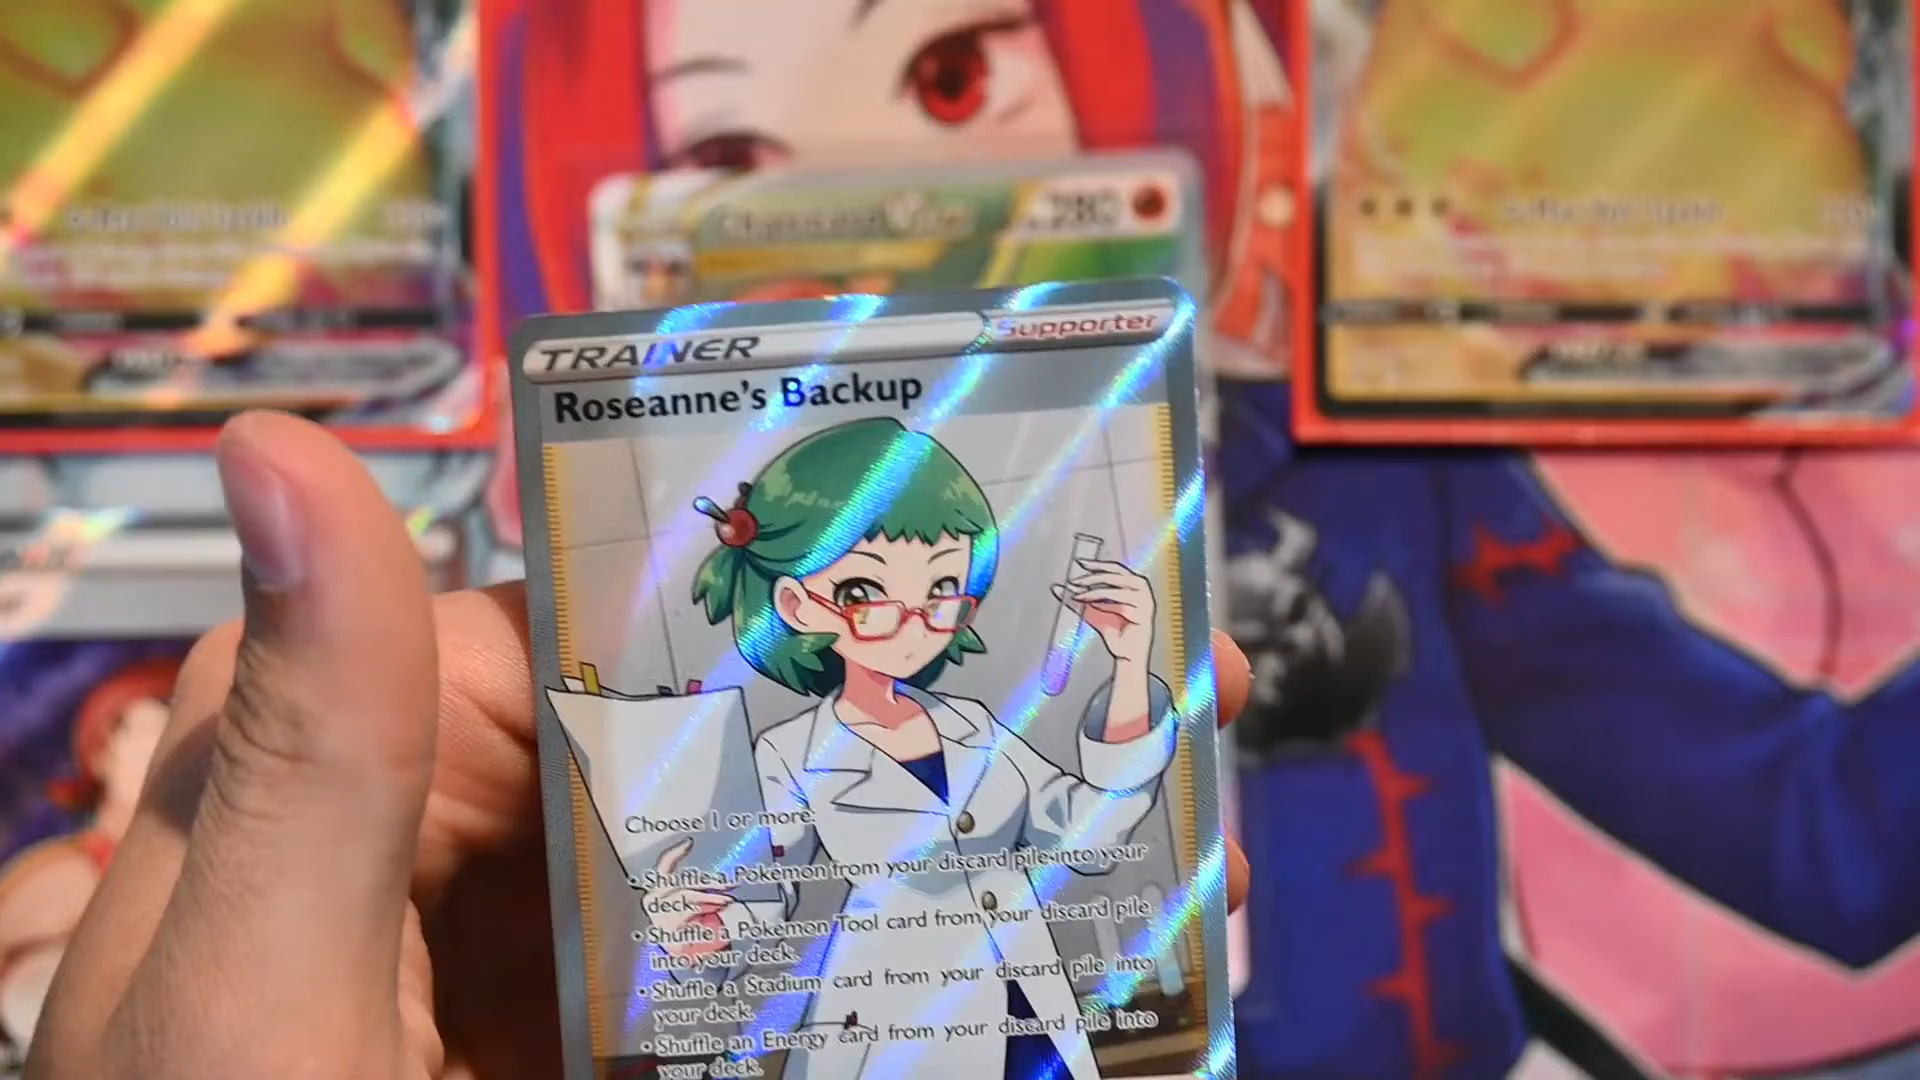 280
TRAINER
Supporter
Roseanne's Backup
Choose 1 or more:
• Shuffle a Pokémon from your discard pile into your
deck.
• Shuffle a Pokémon Tool card from your discard pile
into your deck.
• Shuffle a Stadium card from your discard pile into
your deck.
• Shuffle an Energy card from your discard pile into
your deck.